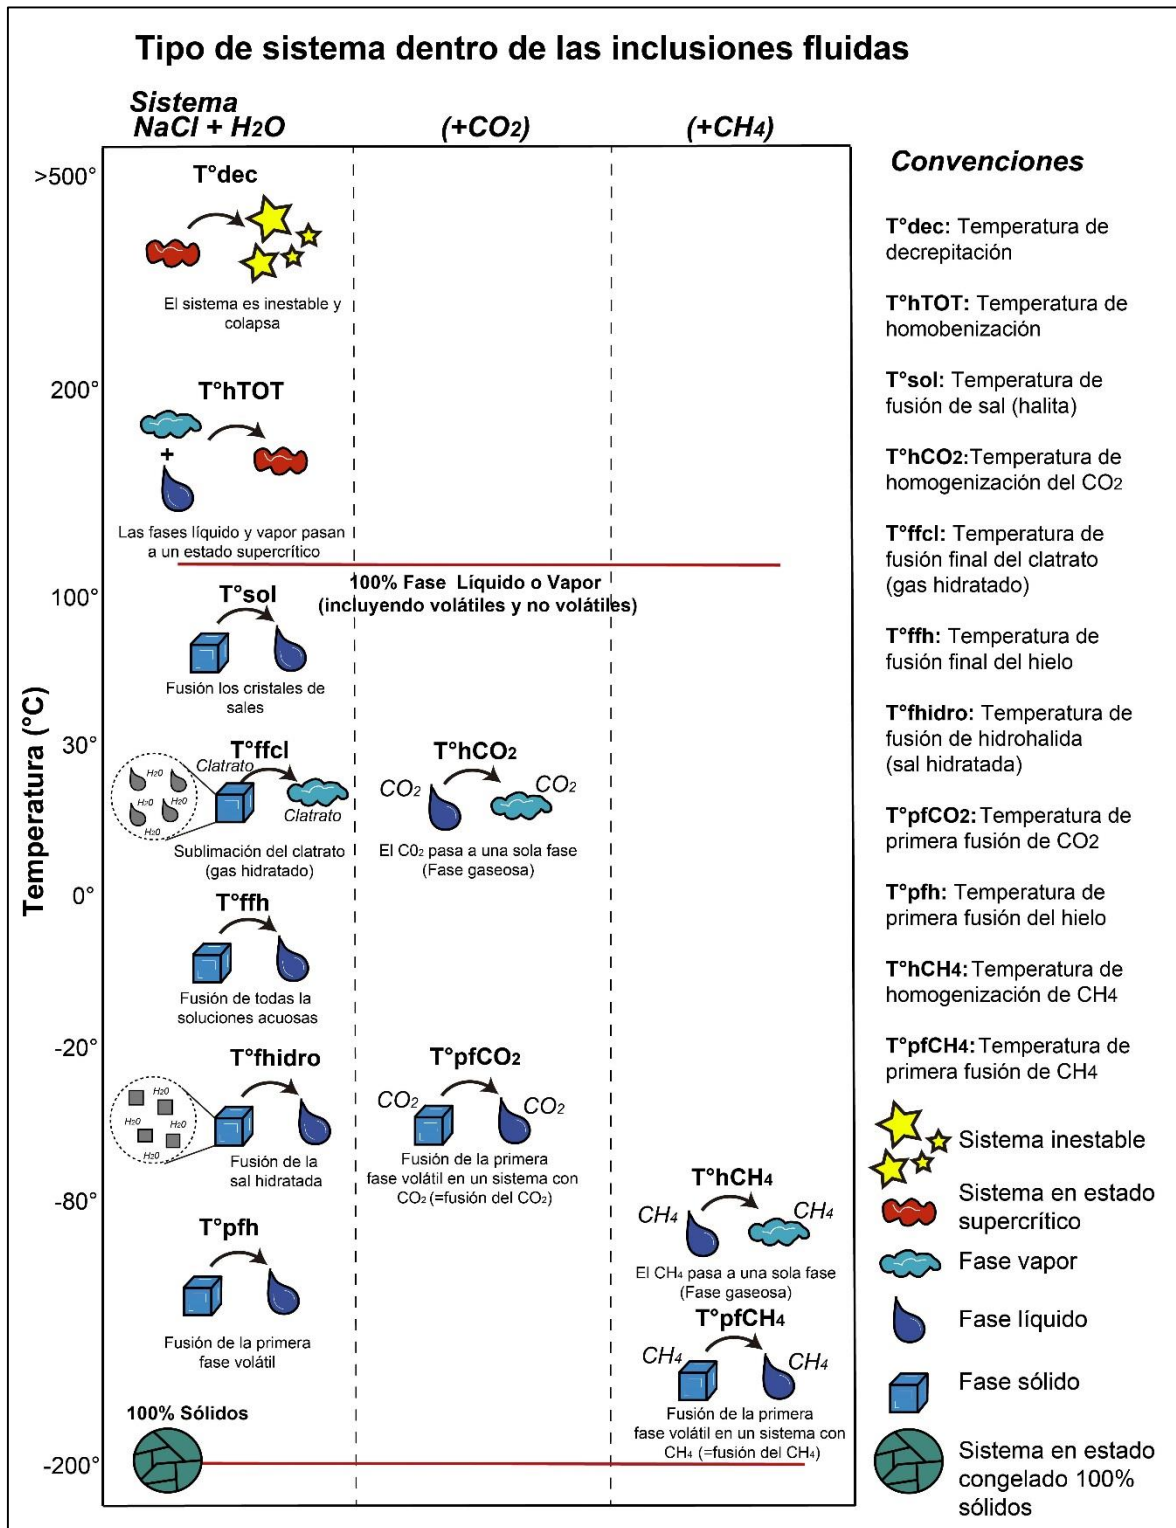 Tipo de sistema dentro de las inclusiones fluidas
Sistema
NaCl + H2O
(+CO2)
(+CH4)
Temperatura (°C)
>500°
200°
100°
30°
0°
-20°
-80°
-200°
T°dec
El sistema es inestable y
colapsa
T°hTOT
+
Las fases líquido y vapor pasan
a un estado supercrítico
100% Fase Líquido o Vapor
(incluyendo volátiles y no volátiles)
T°sol
Fusión los cristales de
sales
T°ffcl
Clatrato
H2O
H2O
H2O
H2O
Clatrato
Sublimación del clatrato
(gas hidratado)
T°hCO2
CO2
CO2
El C02 pasa a una sola fase
(Fase gaseosa)
T°ffh
Fusión de todas la
soluciones acuosas
T°fhidro
H2O
H2O
H2O
H2O
Fusión de la
sal hidratada
T°pfCO2
CO2
CO2
Fusión de la primera
fase volátil en un sistema con
CO2 (=fusión del CO2)
T°pfh
Fusión de la primera
fase volátil
T°hCH4
CH4
CH4
El CH4 pasa a una sola fase
(Fase gaseosa)
T°pfCH4
CH4
CH4
Fusión de la primera
fase volátil en un sistema con
CH4 (=fusión del CH4)
100% Sólidos
Convenciones
T°dec: Temperatura de
decrepitación
T°hTOT: Temperatura de
homobenización
T°sol: Temperatura de
fusión de sal (halita)
T°hCO2:Temperatura de
homogenización del CO2
T°ffcl: Temperatura de
fusión final del clatrato
(gas hidratado)
T°ffh: Temperatura de
fusión final del hielo
T°fhidro: Temperatura de
fusión de hidrohalida
(sal hidratada)
T°pfCO2: Temperatura de
primera fusión de CO2
T°pfh: Temperatura de
primera fusión del hielo
T°hCH4: Temperatura de
homogenización de CH4
T°pfCH4: Temperatura de
primera fusión de CH4
Sistema inestable
Sistema en estado
supercrítico
Fase vapor
Fase líquido
Fase sólido
Sistema en estado
congelado 100%
sólidos